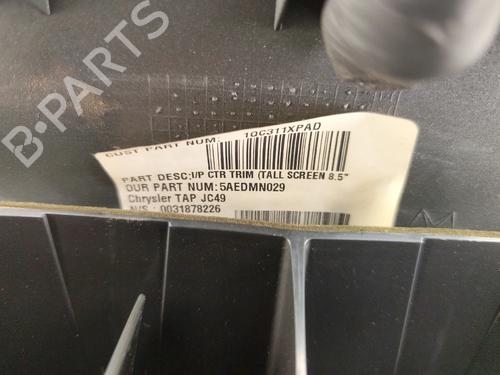 B-PARTS
CUST PART NUM: 1QC311XPAD
PART DESC;I/P CTR TRIM (TALL SCREEN 8.5"
OUR PART NUM:5AEDMN029
Chrysler TAP JC49
N/S : 0031878226